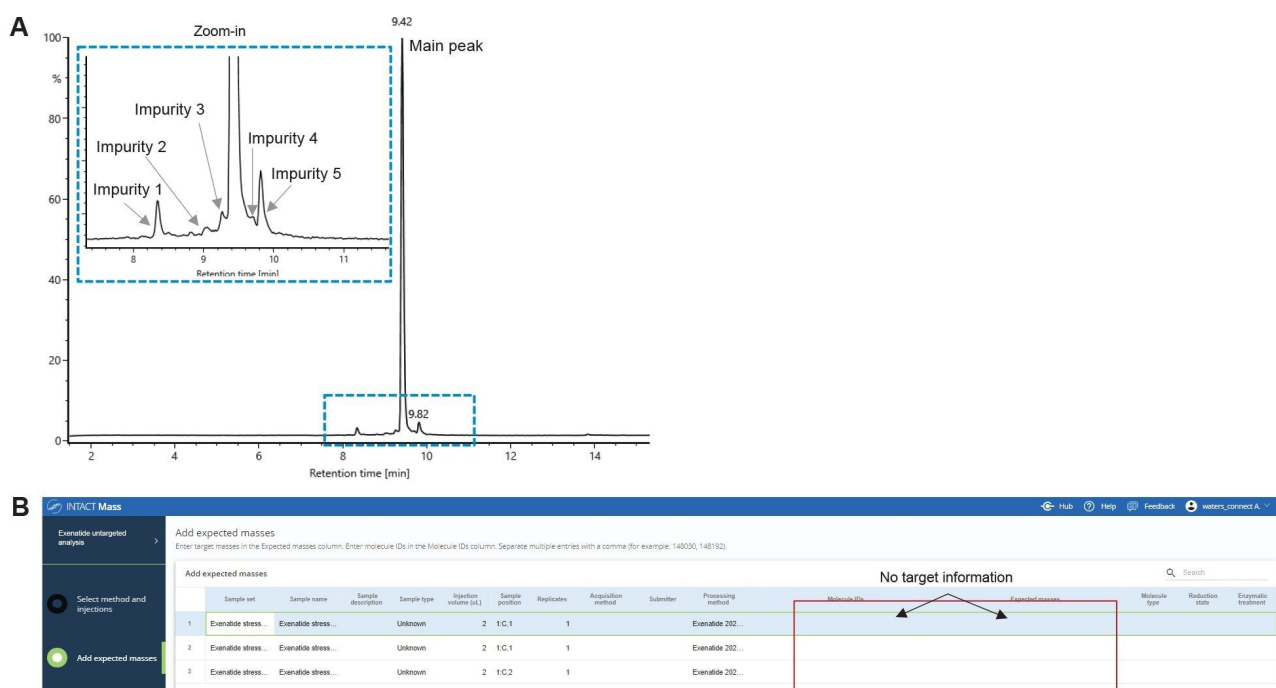 A
9.42
Zoom-in
Main peak
100
%
80
60
40
20
0
Impurity 3
Impurity 4
Impurity 2
Impurity 5
Impurity 1
8 9 10 11
Retention time [min]
9.82
2 4 6 8 10 12 14
Retention time [min]
B
INTACT Mass
Hub Help Feedback waters_connect A.
Exenatide untargeted
analysis
Add expected masses
Enter target masses in the Expected masses column. Enter molecule IDs in the Molecule IDs column. Separate multiple entries with a comma (for example: 148030, 148192).
Add expected masses
No target information
Search
Select method and
injections
Add expected masses
Sample set Sample name Sample description Sample type Injection volume (uL) Sample position Replicates Acquisition method Submitter Processing method Molecule IDs Expected masses Molecule type Reduction state Enzymatic treatment
1 Exenatide stress... Exenatide stress... Unknown 2 1:C,1 1 Exenatide 202...
2 Exenatide stress... Exenatide stress... Unknown 2 1:C,1 1 Exenatide 202...
3 Exenatide stress... Exenatide stress... Unknown 2 1:C,2 1 Exenatide 202...